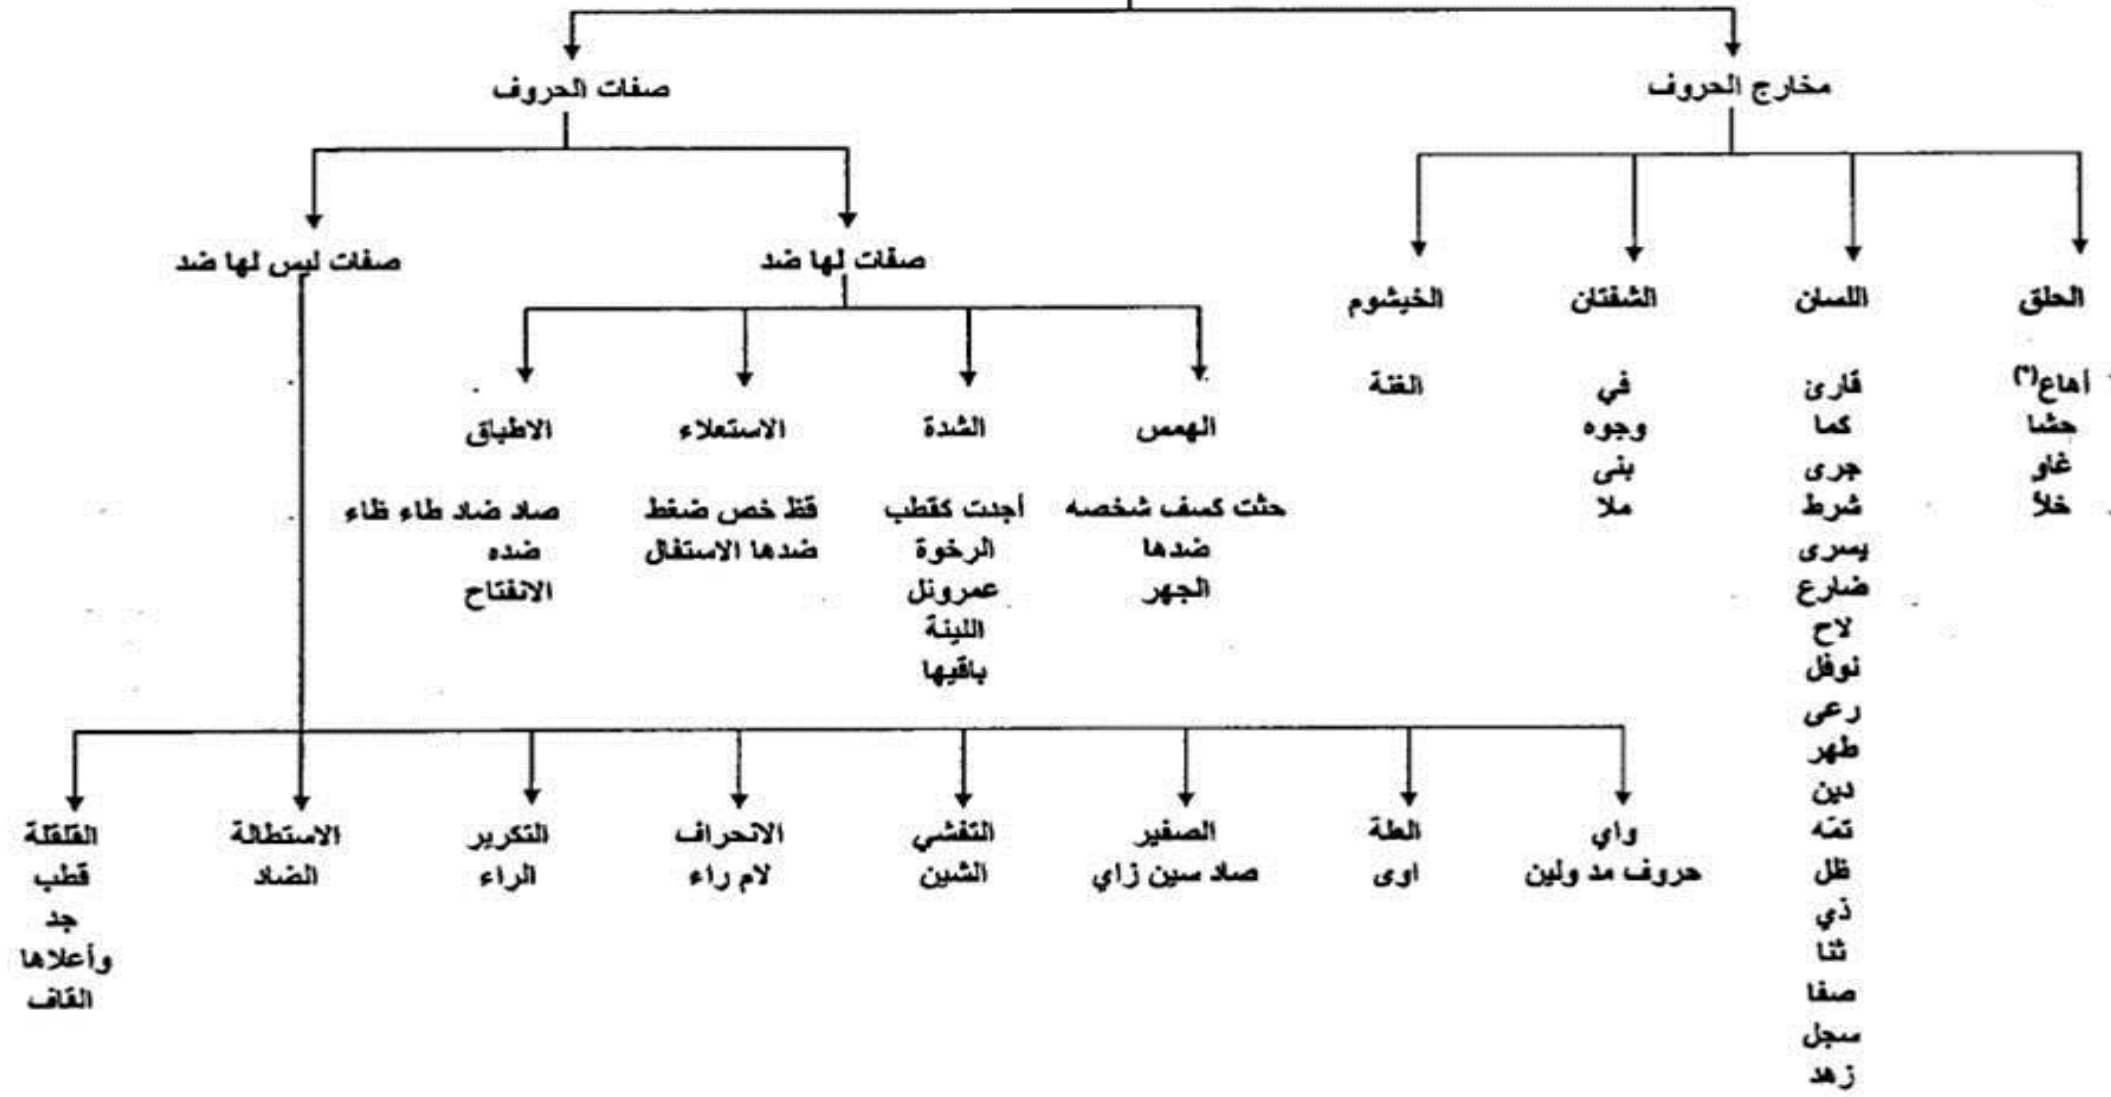 مخارج الحروف
صفات الحروف
الحلق
أهاع(*)
حشا
غاو
خلأ
اللسان
قارئ
كما
جرى
شرط
يسرى
ضارع
لاح
نوفل
رعى
طهر
دين
تمّه
ظل
ذي
ثنا
صفا
سجل
زهد
الشفتان
في
وجوه
بنى
ملا
الخيشوم
الغنة
صفات لها ضد
صفات ليس لها ضد
الهمس
حثت كسف شخصه
ضدها
الجهر
الشدة
أجدت كقطب
الرخوة
عمرونل
اللينة
باقيها
الاستعلاء
قظ خص ضغط
ضدها الاستفال
الاطباق
صاد ضاد طاء ظاء
ضده
الانفتاح
واي
حروف مد ولين
العلة
اوى
الصفير
صاد سين زاي
التفشي
الشين
الانحراف
لام راء
التكرير
الراء
الاستطالة
الضاد
القلقلة
قطب
جد
وأعلاها
القاف